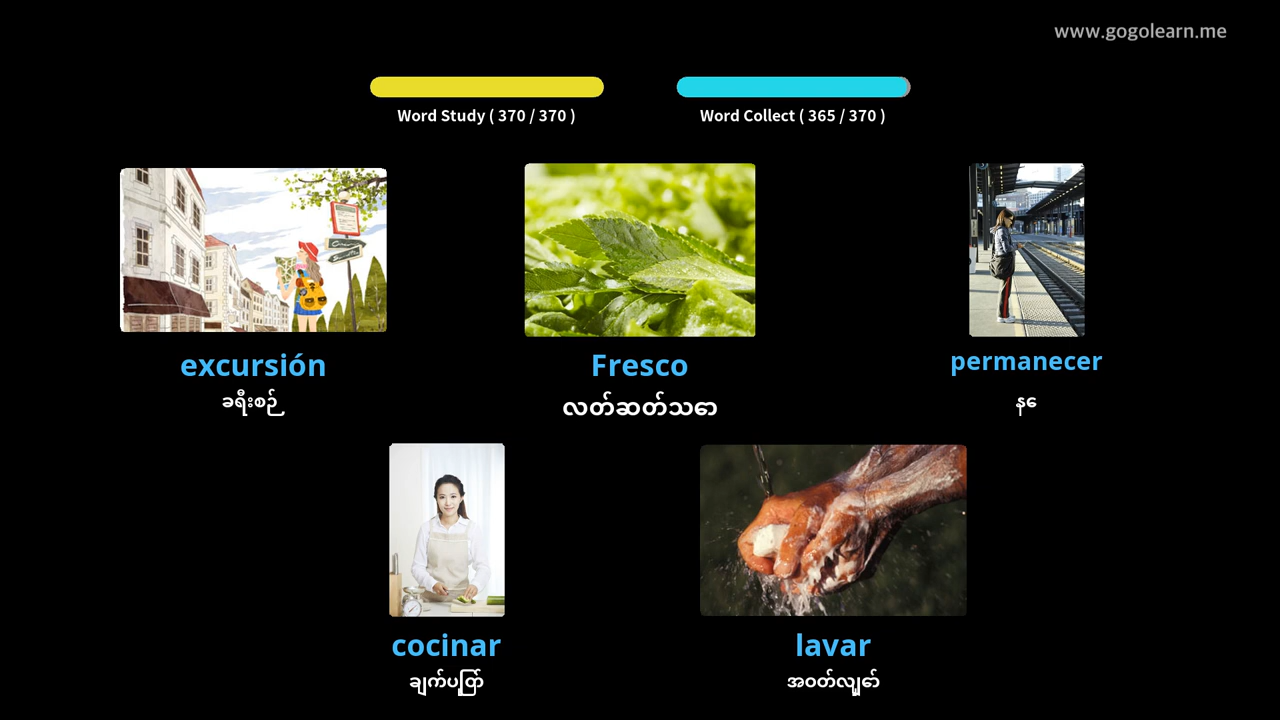 www.gogolearn.me
Word Study ( 370 / 370 )
Word Collect ( 365 / 370 )
excursión
Fresco
permanecer
ခရီးစဉ်
လတ်ဆတ်သော
နေ
cocinar
lavar
ချက်ပြုတ်
အဝတ်လျှော်